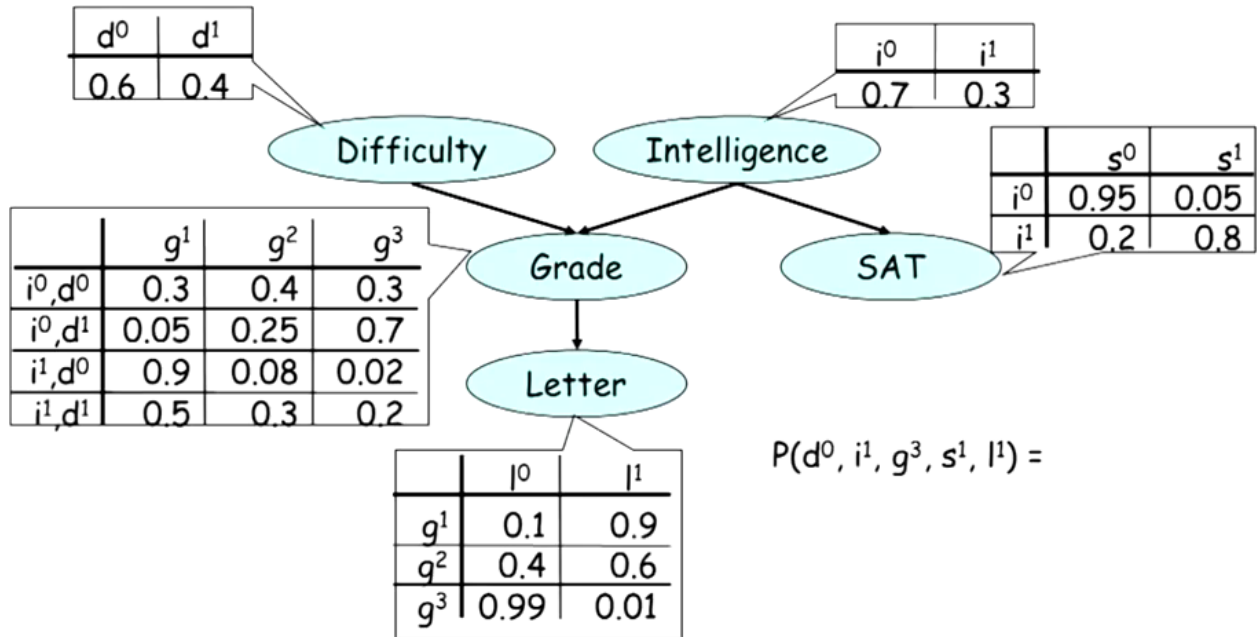 d⁰ d¹
0.6 0.4
i⁰ i¹
0.7 0.3
Difficulty
Intelligence
s⁰ s¹
i⁰ 0.95 0.05
i¹ 0.2 0.8
g¹ g² g³
i⁰,d⁰ 0.3 0.4 0.3
i⁰,d¹ 0.05 0.25 0.7
i¹,d⁰ 0.9 0.08 0.02
i¹,d¹ 0.5 0.3 0.2
Grade
SAT
Letter
l⁰ l¹
g¹ 0.1 0.9
g² 0.4 0.6
g³ 0.99 0.01
P(d⁰, i¹, g³, s¹, l¹) =